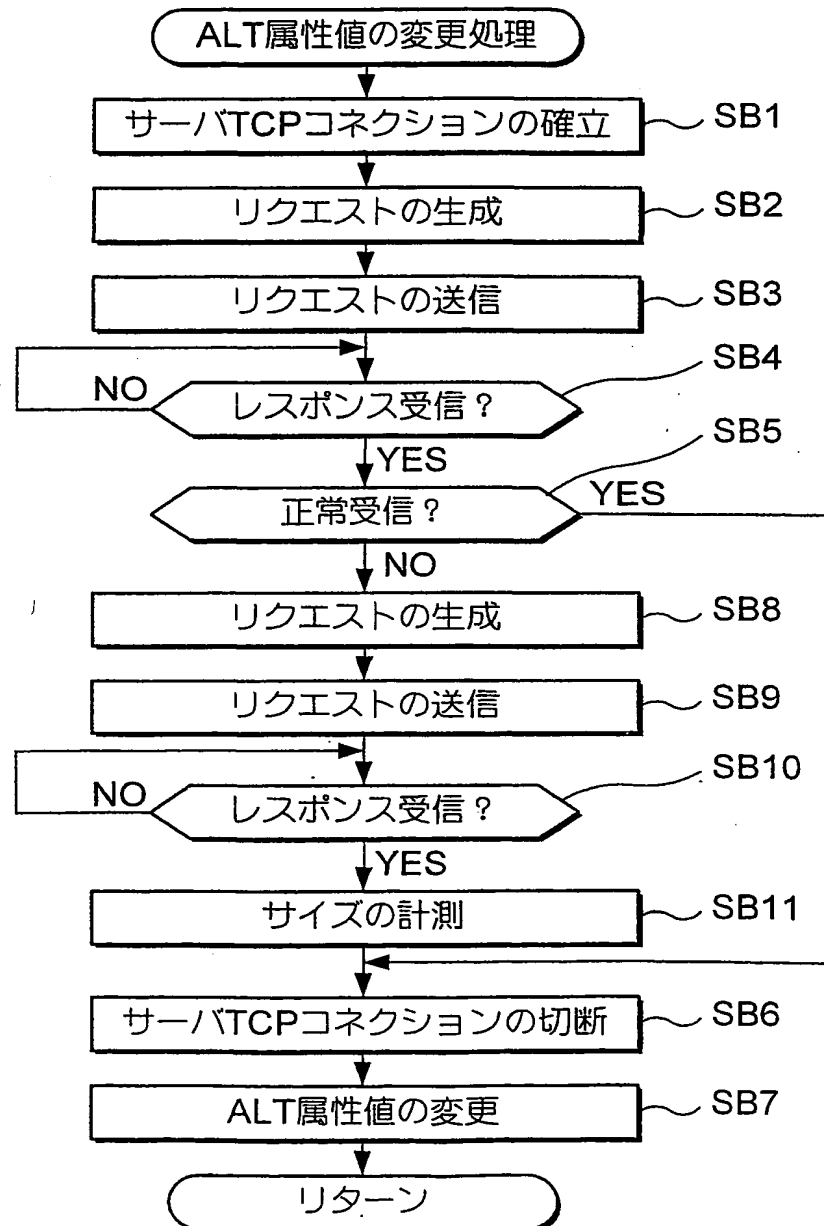 ALT属性値の変更処理
サーバTCPコネクションの確立
SB1
リクエストの生成
SB2
リクエストの送信
SB3
SB4
NO
レスポンス受信？
YES
SB5
正常受信？
YES
NO
リクエストの生成
SB8
リクエストの送信
SB9
SB10
NO
レスポンス受信？
YES
サイズの計測
SB11
サーバTCPコネクションの切断
SB6
ALT属性値の変更
SB7
リターン